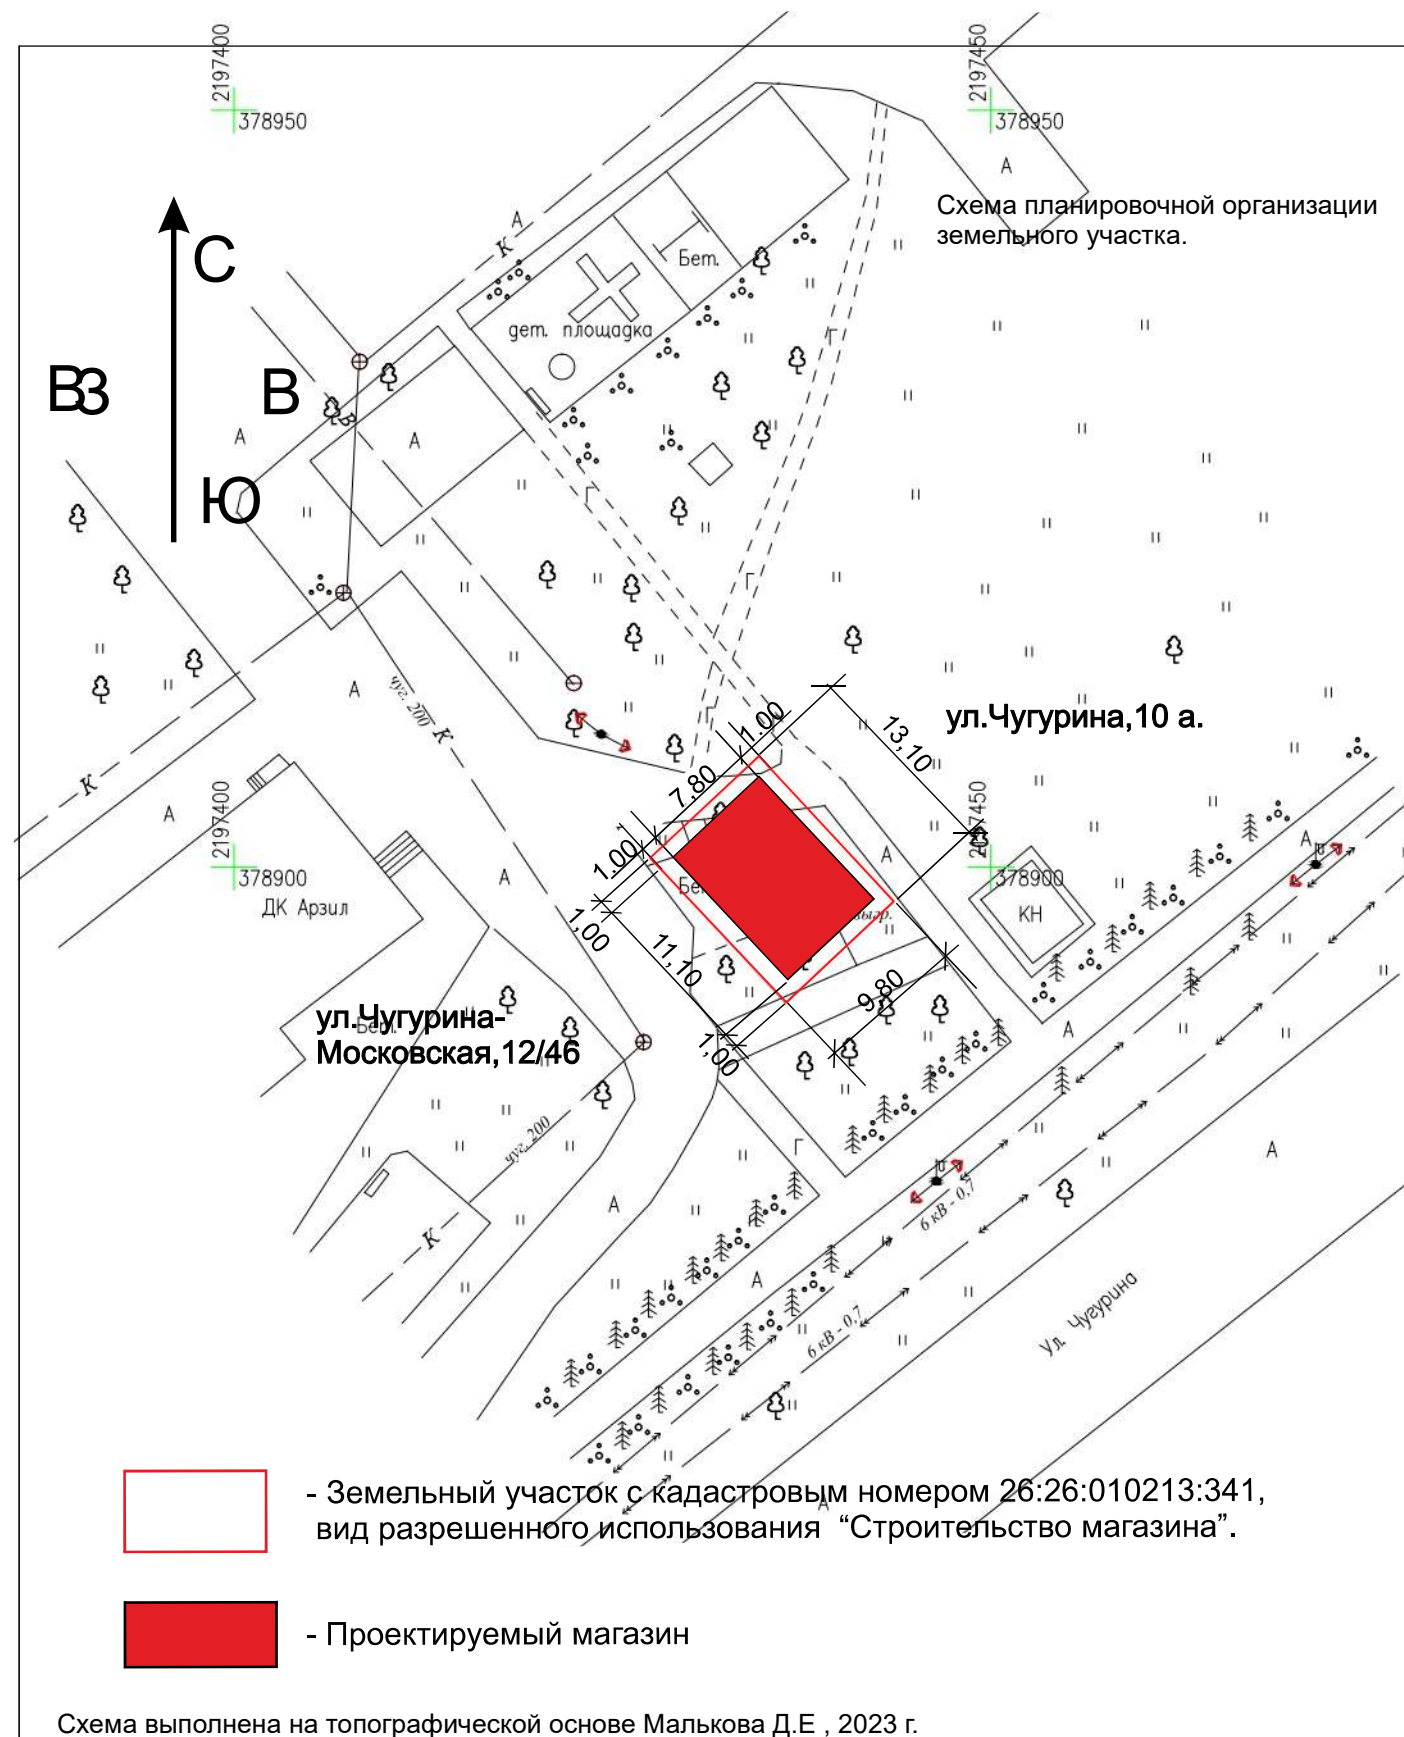 2197400
378950
2197450
378950
А
Схема планировочной организации
земельного участка.
А
К
С
Бет.
дет. площадка
Г
ВЗ
В
В
А
А
Ю
Г
Г
А
чуг. 200
К
Г
1.00
13,10
ул.Чугурина,10 а.
7,80
К
А
2197400
378900
1.00
2197450
378900
А
А
ДК Арзил
А
КН
выгр.
1,00
11,10
9,80
1,00
ул.Чугурина-
Московская,12/46
Бет.
А
чуг. 200
К
Г
А
А
6 кВ - 0,7
А
6 кВ - 0,7
Ул. Чугурина
- Земельный участок с кадастровым номером 26:26:010213:341,
вид разрешенного использования “Строительство магазина”.
А
- Проектируемый магазин
Схема выполнена на топографической основе Малькова Д.Е , 2023 г.